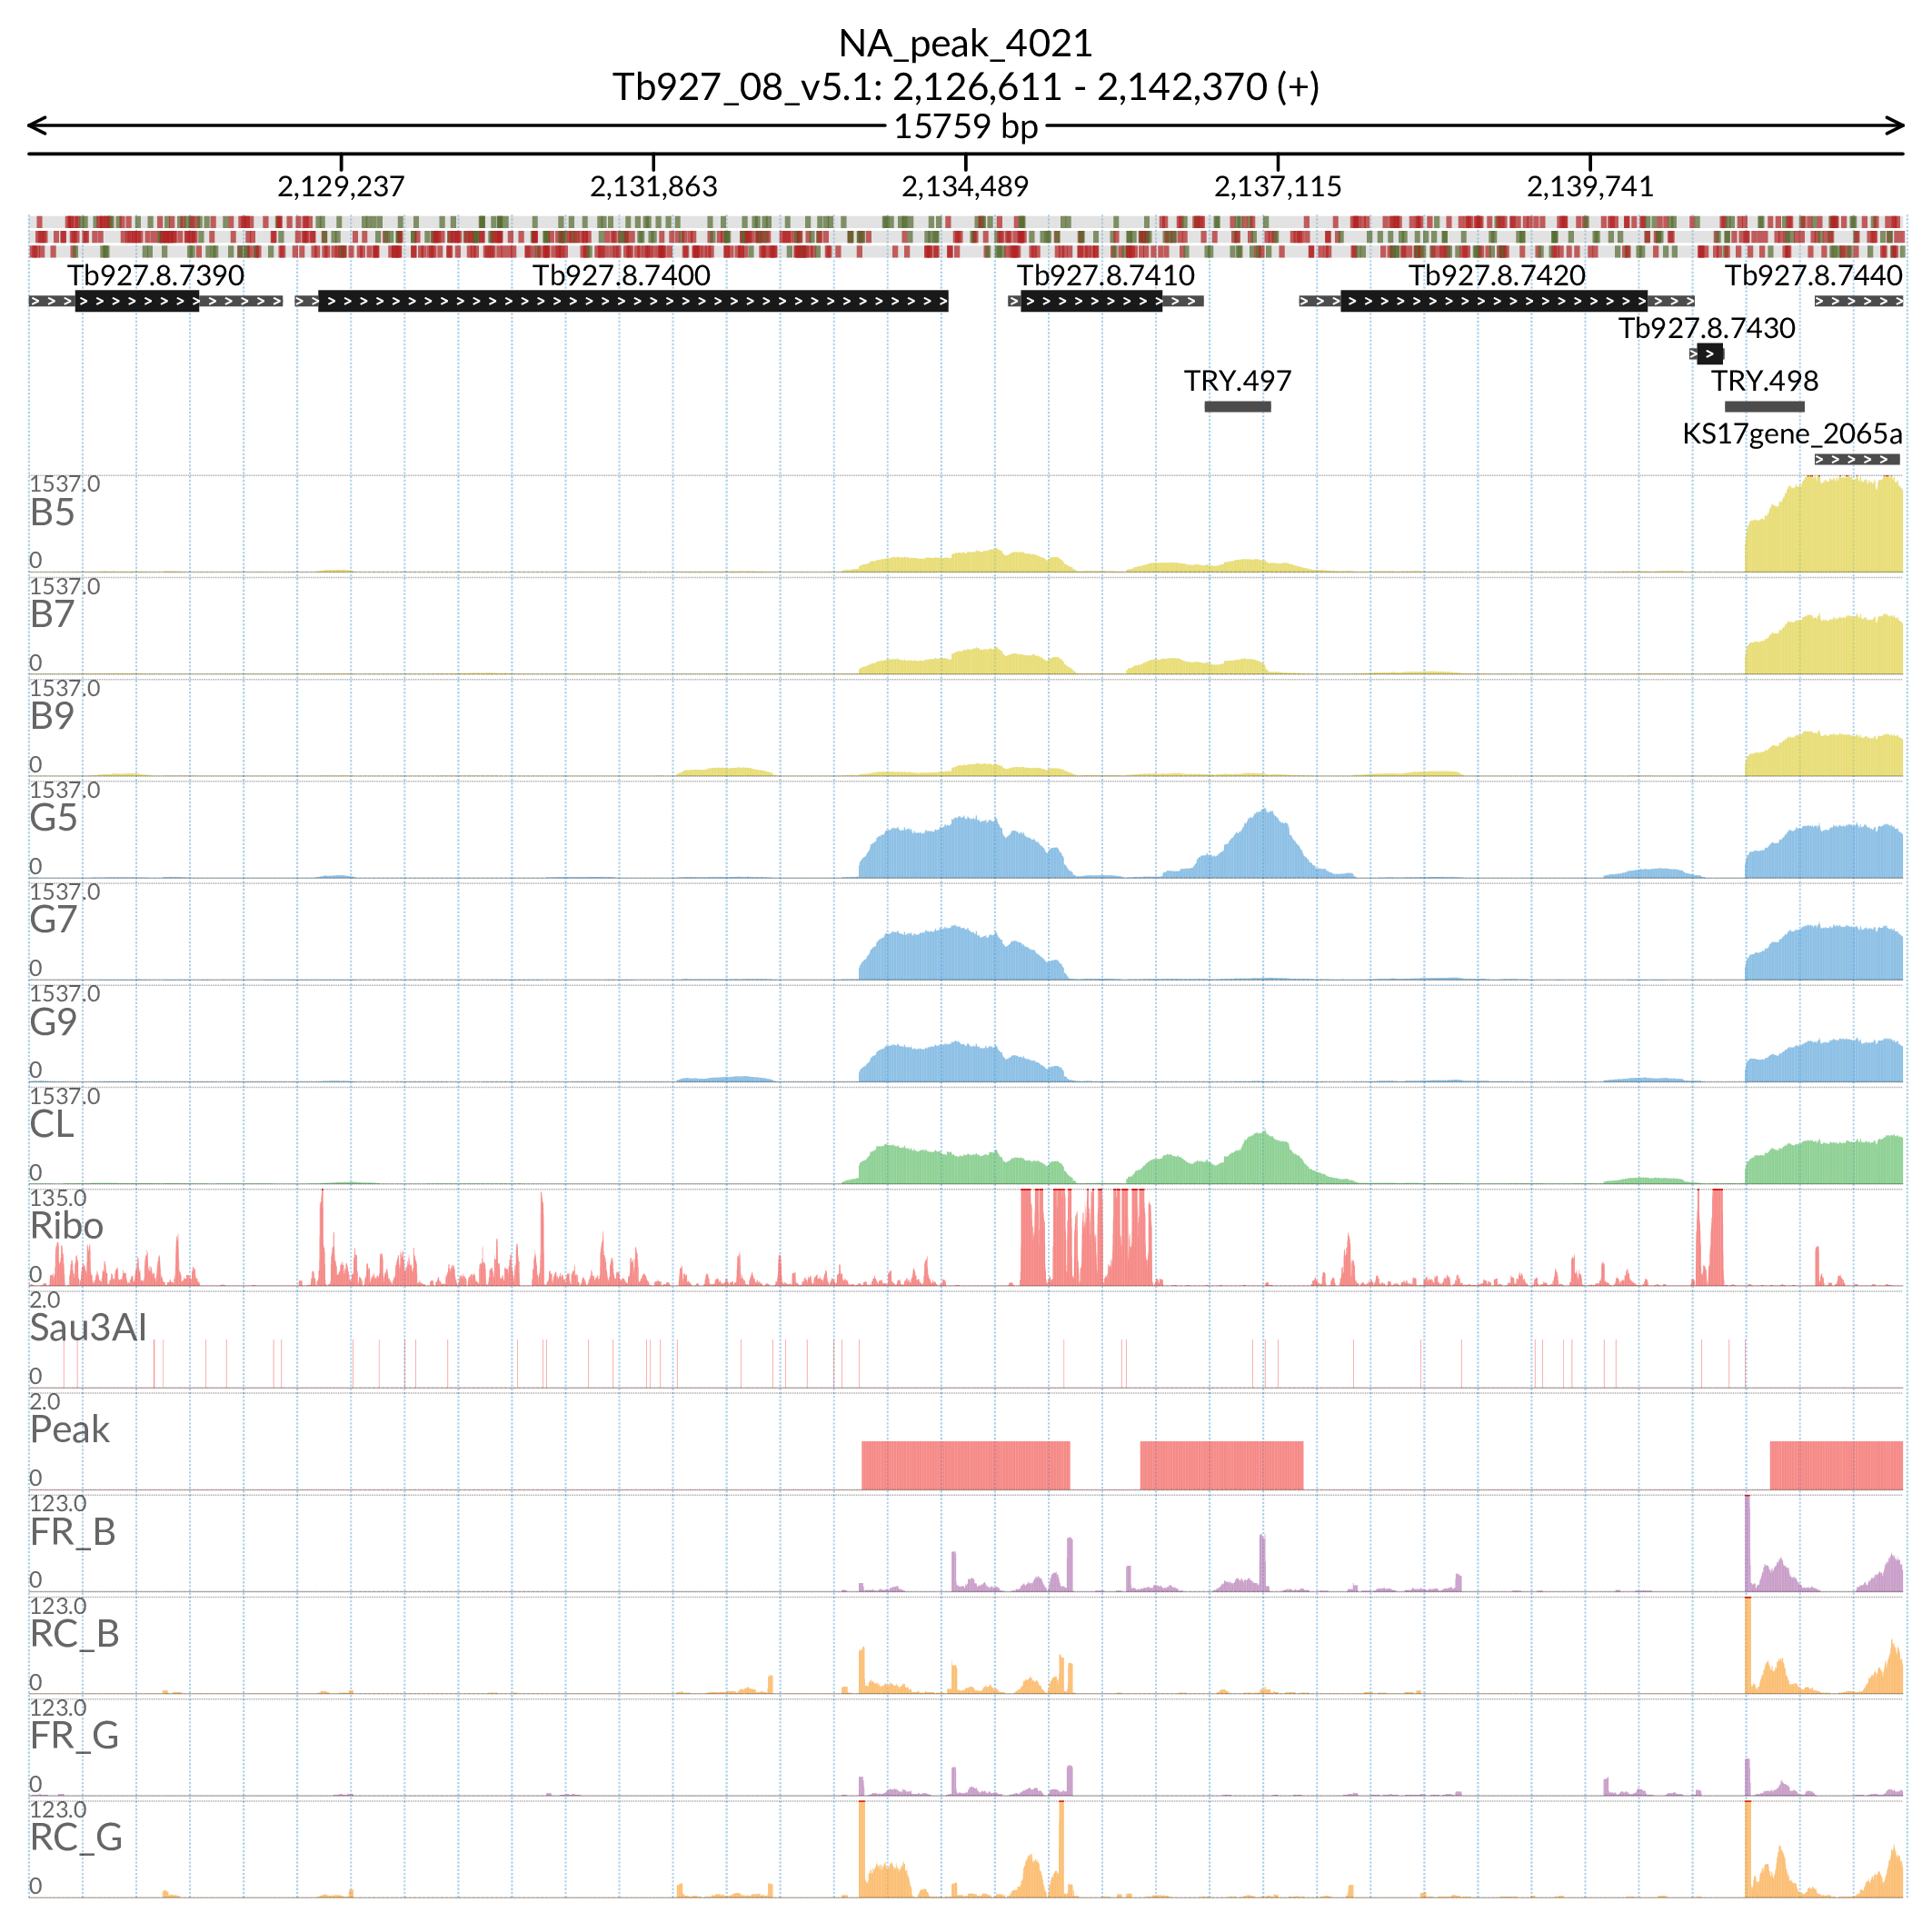 NA_peak_4021
Tb927_08_v5.1: 2,126,611 - 2,142,370 (+)
15759 bp
2,129,237 2,131,863 2,134,489 2,137,115 2,139,741
Tb927.8.7390 Tb927.8.7400 Tb927.8.7410 Tb927.8.7420 Tb927.8.7440
Tb927.8.7430
TRY.497 TRY.498
KS17gene_2065a
1537.0
B5
0
1537.0
B7
0
1537.0
B9
0
1537.0
G5
0
1537.0
G7
0
1537.0
G9
0
1537.0
CL
0
135.0
Ribo
0
2.0
Sau3AI
0
2.0
Peak
0
123.0
FR_B
0
123.0
RC_B
0
123.0
FR_G
0
123.0
RC_G
0